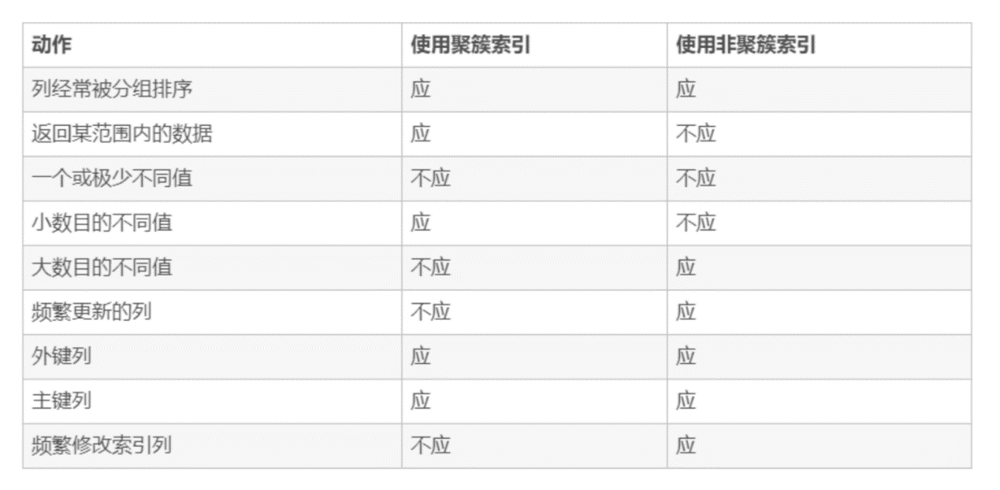 动作 使用聚簇索引 使用非聚簇索引
列经常被分组排序 应 应
返回某范围内的数据 应 不应
一个或极少不同值 不应 不应
小数目的不同值 应 不应
大数目的不同值 不应 应
频繁更新的列 不应 应
外键列 应 应
主键列 应 应
频繁修改索引列 不应 应